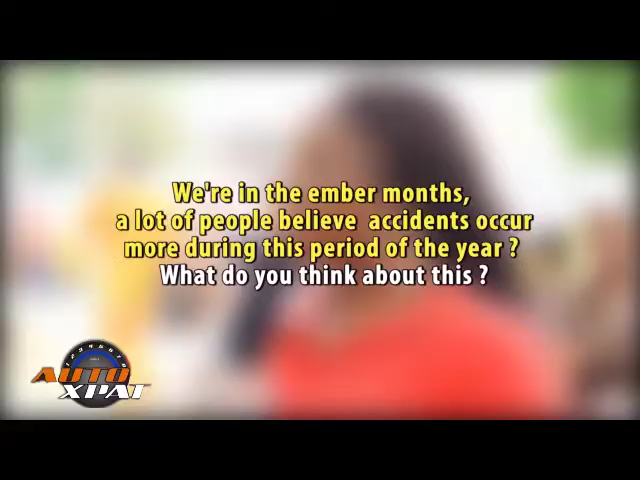 We're in the ember months,
a lot of people believe  accidents occur
more during this period of the year ?
What do you think about this ?
AUTO
XPAT